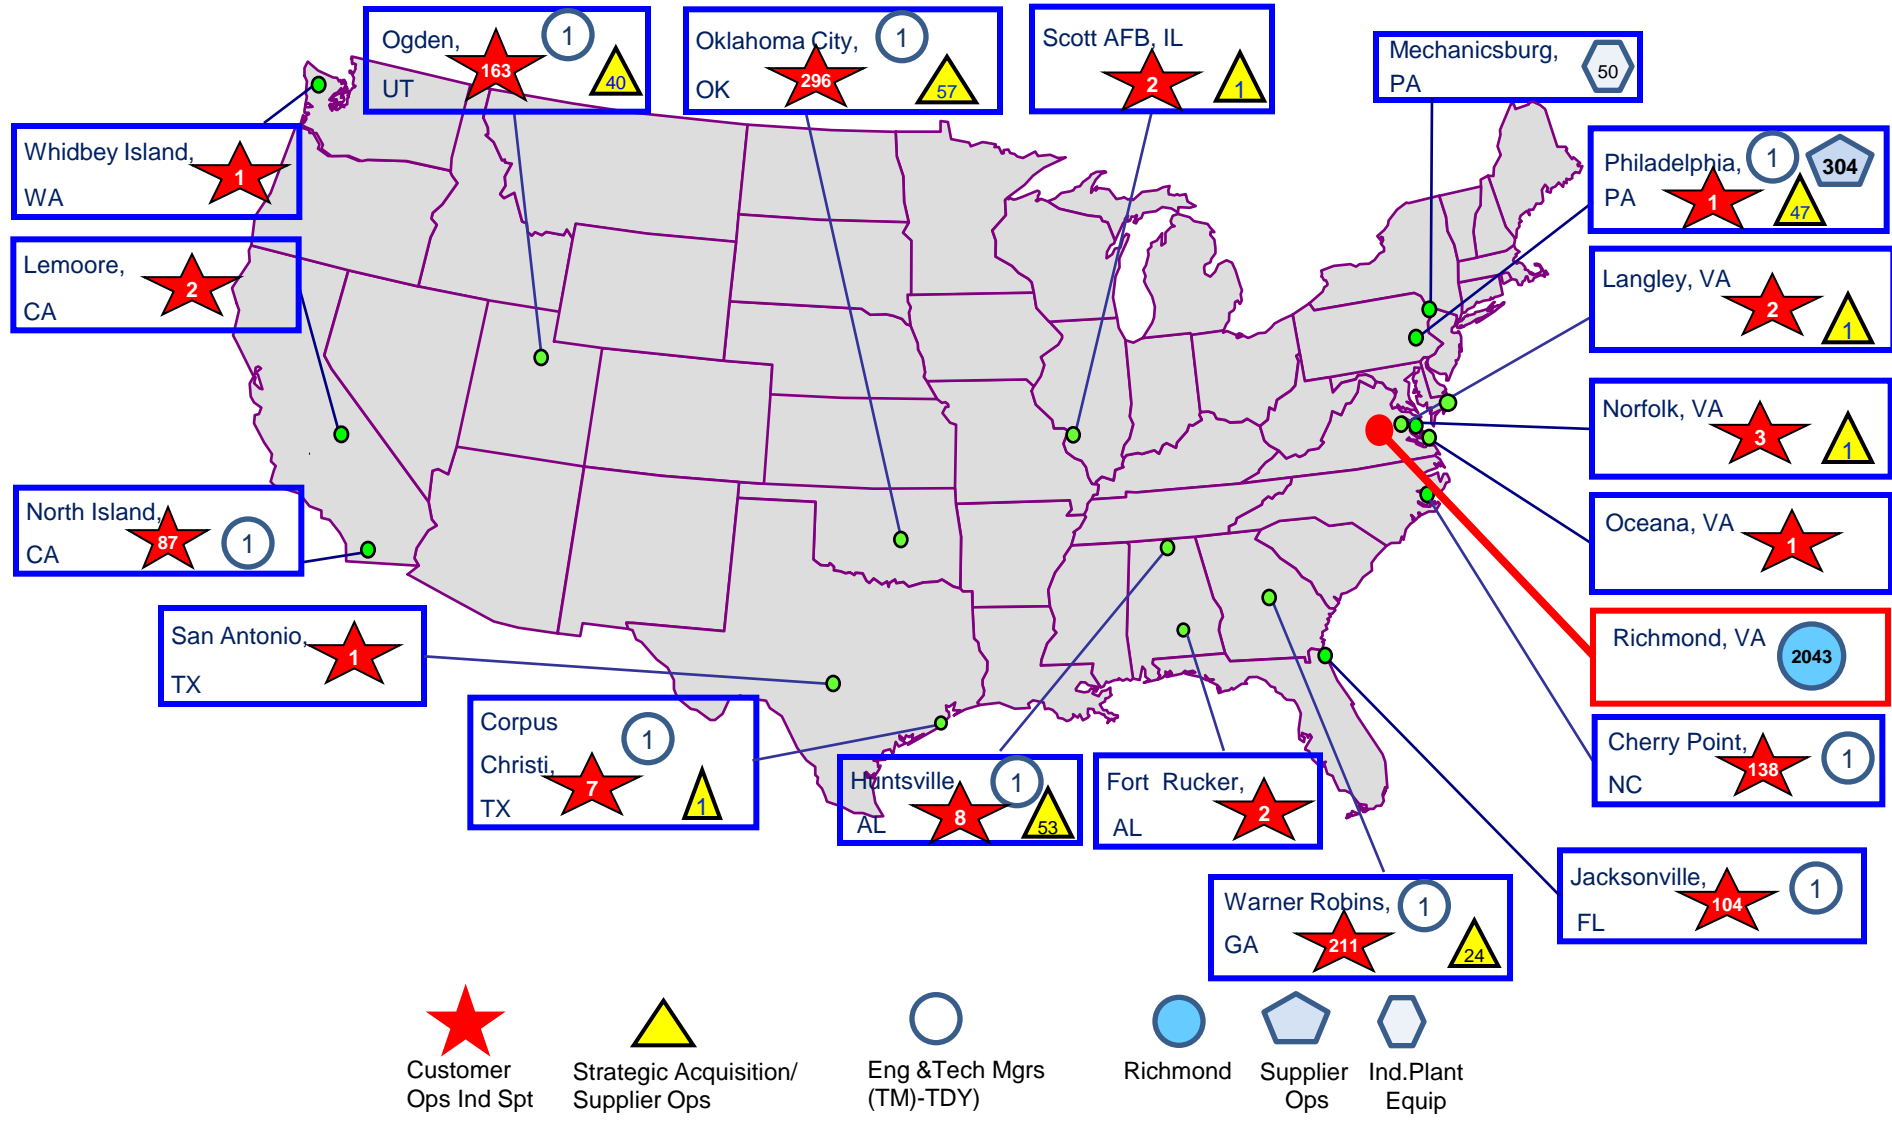 Ogden,
UT
163
1
40
Oklahoma City,
OK
296
1
57
Scott AFB, IL
2
1
Mechanicsburg,
PA
50
Whidbey Island,
WA
1
Philadelphia,
PA
1
1
304
47
Lemoore,
CA
2
Langley, VA
2
1
Norfolk, VA
3
1
North Island,
CA
87
1
Oceana, VA
1
San Antonio,
TX
1
Richmond, VA
2043
Corpus
Christi,
TX
7
1
1
Huntsville
AL
8
1
53
Fort Rucker,
AL
2
Cherry Point,
NC
138
1
Warner Robins,
GA
211
1
24
Jacksonville,
FL
104
1
Customer
Ops Ind Spt
Strategic Acquisition/
Supplier Ops
Eng &Tech Mgrs
(TM)-TDY)
Richmond
Supplier
Ops
Ind.Plant
Equip